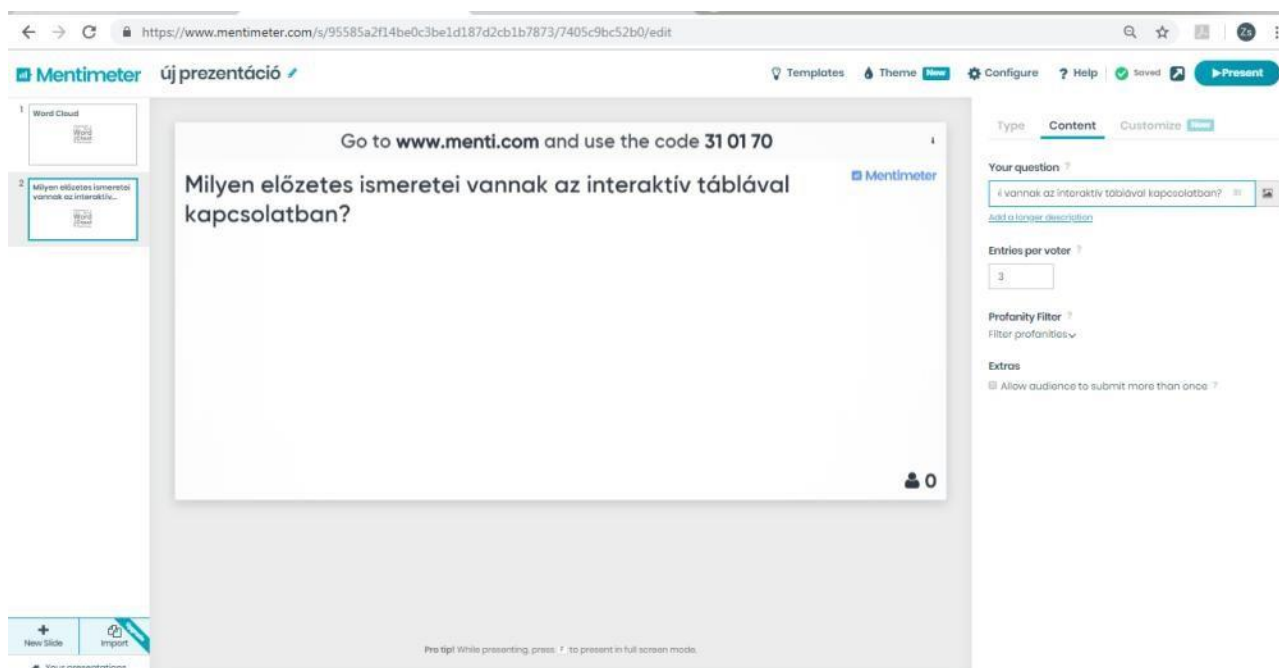 https://www.mentimeter.com/s/95585a2f14be0c3be1d187d2cb1b7873/7405c9bc52b0/edit
Zs
Mentimeter
új prezentáció
Templates
Theme New
Configure
? Help
Saved
Present
1
Word Cloud
2
Milyen előzetes ismeretei
vannak az interaktív...
Go to www.menti.com and use the code 31 01 70
Mentimeter
Milyen előzetes ismeretei vannak az interaktív táblával
kapcsolatban?
0
Type Content Customize New
Your question ?
vannak az interaktív táblával kapcsolatban?
Add a longer description
Entries per voter ?
3
Profanity Filter ?
Filter profanities
Extras
Allow audience to submit more than once ?
New Slide
Import
Your presentations
Pro tip! While presenting, press F to present in full screen mode.